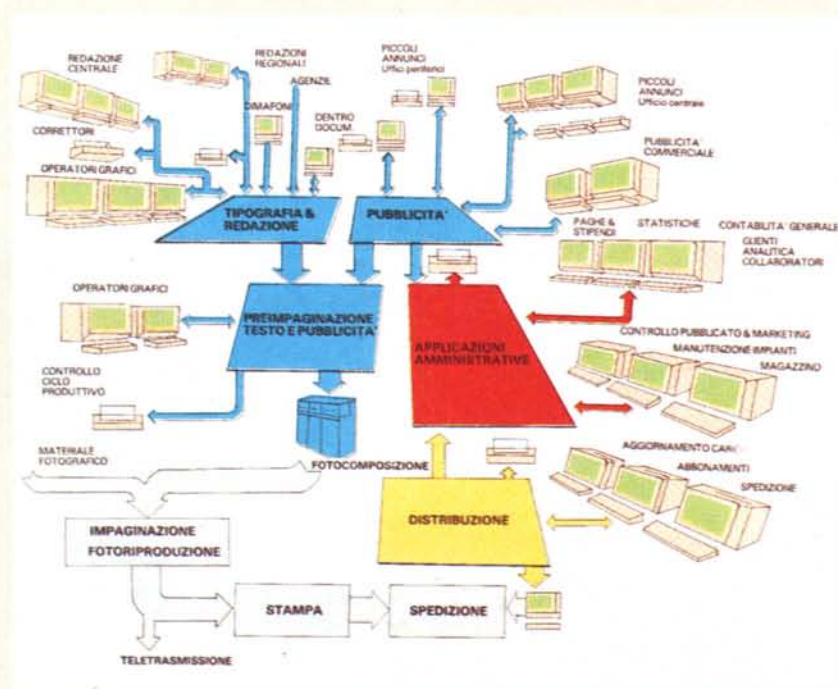 REDAZIONE
CENTRALE
REDAZIONI
REGIONALI
AGENZIE
PICCOLI
ANNUNCI
Uffici periferici
PICCOLI
ANNUNCI
Ufficio centrale
DIMAFONI
DENTRO
DOCUM.
CORRETTORI
OPERATORI GRAFICI
PUBBLICITA'
COMMERCIALE
TIPOGRAFIA &
REDAZIONE
PUBBLICITA'
PAGHE &
STIPENDI
STATISTICHE
CONTABILITA' GENERALE
CLIENTI
ANALITICA
COLLABORATORI
OPERATORI GRAFICI
PREIMPAGINAZIONE
TESTO E PUBBLICITA'
APPLICAZIONI
AMMINISTRATIVE
CONTROLLO PUBBLICATO & MARKETING
MANUTENZIONE IMPIANTI
MAGAZZINO
CONTROLLO
CICLO
PRODUTTIVO
MATERIALE
FOTOGRAFICO
FOTOCOMPOSIZIONE
AGGIORNAMENTO
ABBONAMENTI
SPEDIZIONE
DISTRIBUZIONE
IMPAGINAZIONE
FOTORIPRODUZIONE
STAMPA
SPEDIZIONE
TELETRASMISSIONE